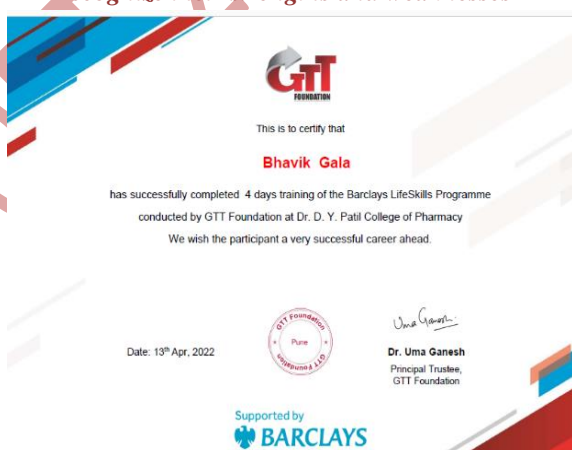 GTT
FOUNDATION
This is to certify that
Bhavik Gala
has successfully completed 4 days training of the Barclays LifeSkills Programme
conducted by GTT Foundation at Dr. D. Y. Patil College of Pharmacy
We wish the participant a very successful career ahead.
GTT Foundation
Pune
GTT Foundation
Uma Ganesh.
Date: 13th Apr, 2022
Dr. Uma Ganesh
Principal Trustee,
GTT Foundation
Supported by
BARCLAYS